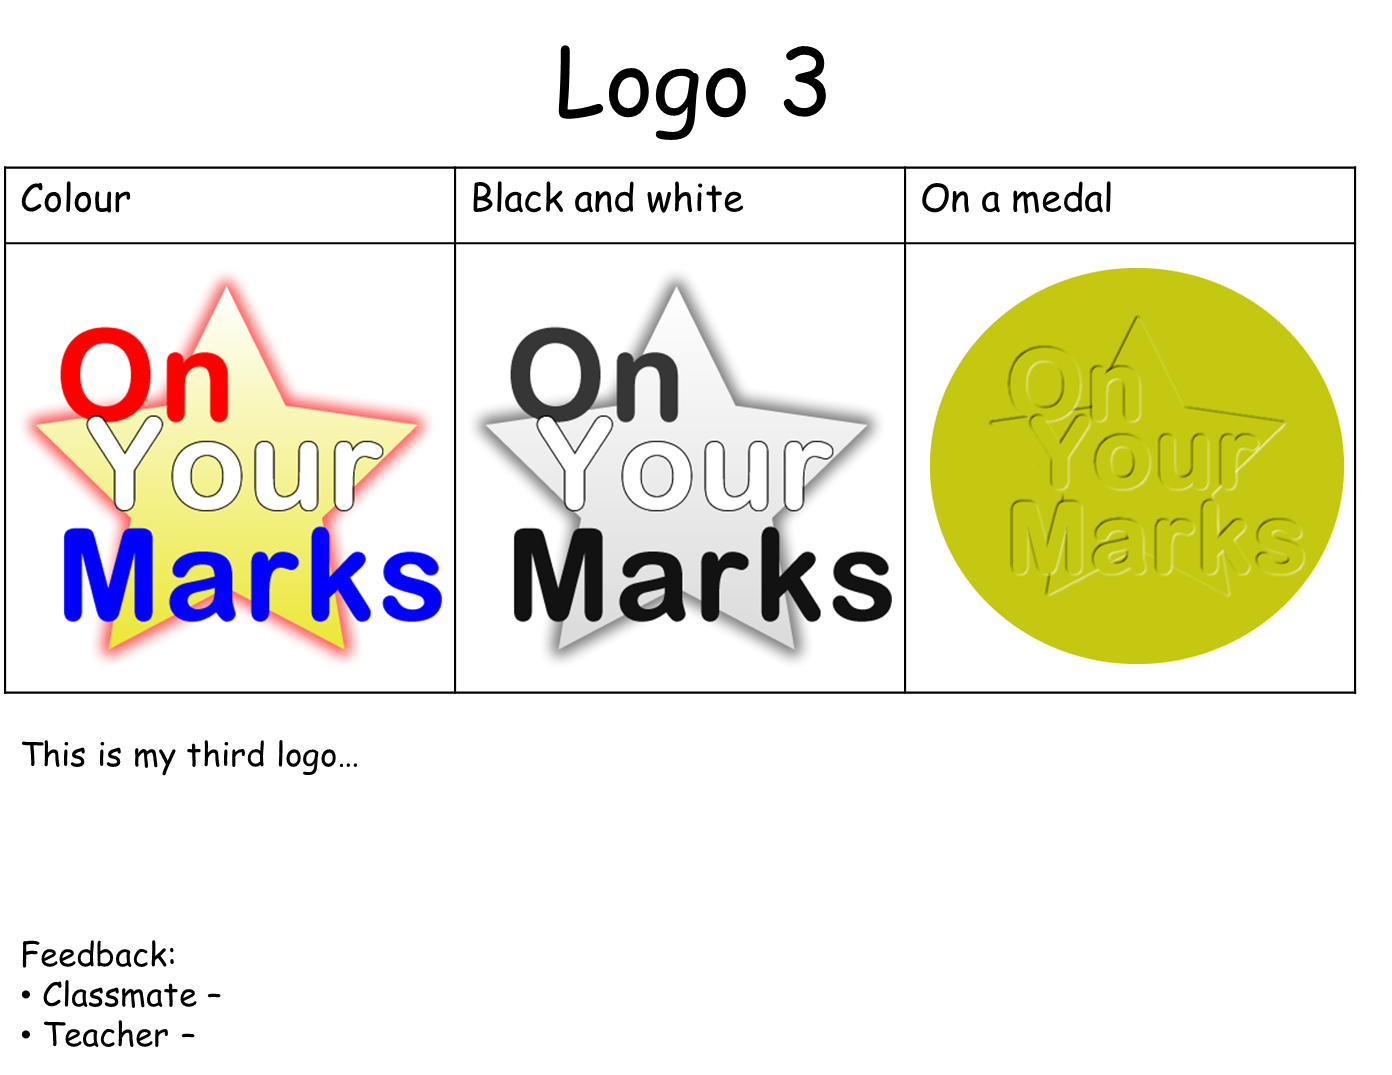 Logo 3
Colour
Black and white
On a medal
On
Your
Marks
On
Your
Marks
On
Your
Marks
This is my third logo…
Feedback:
• Classmate –
• Teacher –